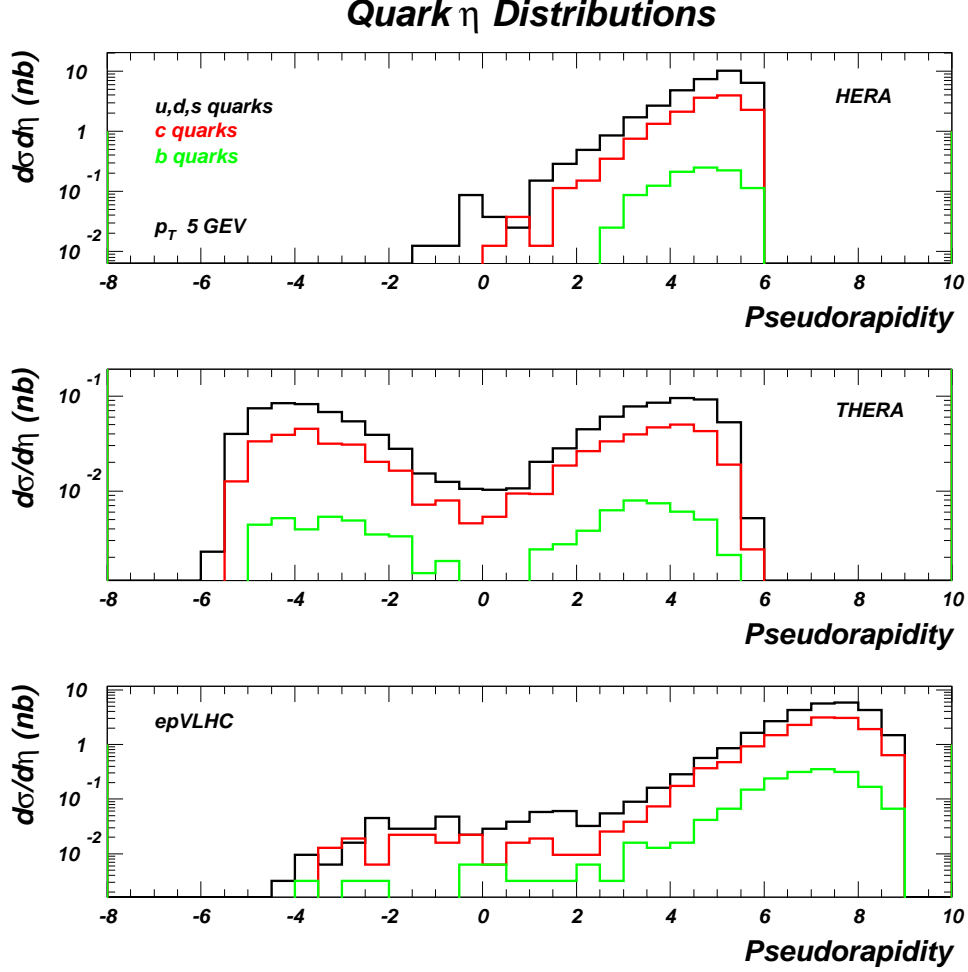 Quark η Distributions
dσdη (nb)
10
1
10 -1
10 -2
u,d,s quarks
c quarks
b quarks
pT 5 GEV
HERA
-8 -6 -4 -2 0 2 4 6 8 10
Pseudorapidity
dσ/dη (nb)
10 -1
10 -2
THERA
-8 -6 -4 -2 0 2 4 6 8 10
Pseudorapidity
dσ/dη (nb)
10
1
10 -1
10 -2
epVLHC
-8 -6 -4 -2 0 2 4 6 8 10
Pseudorapidity